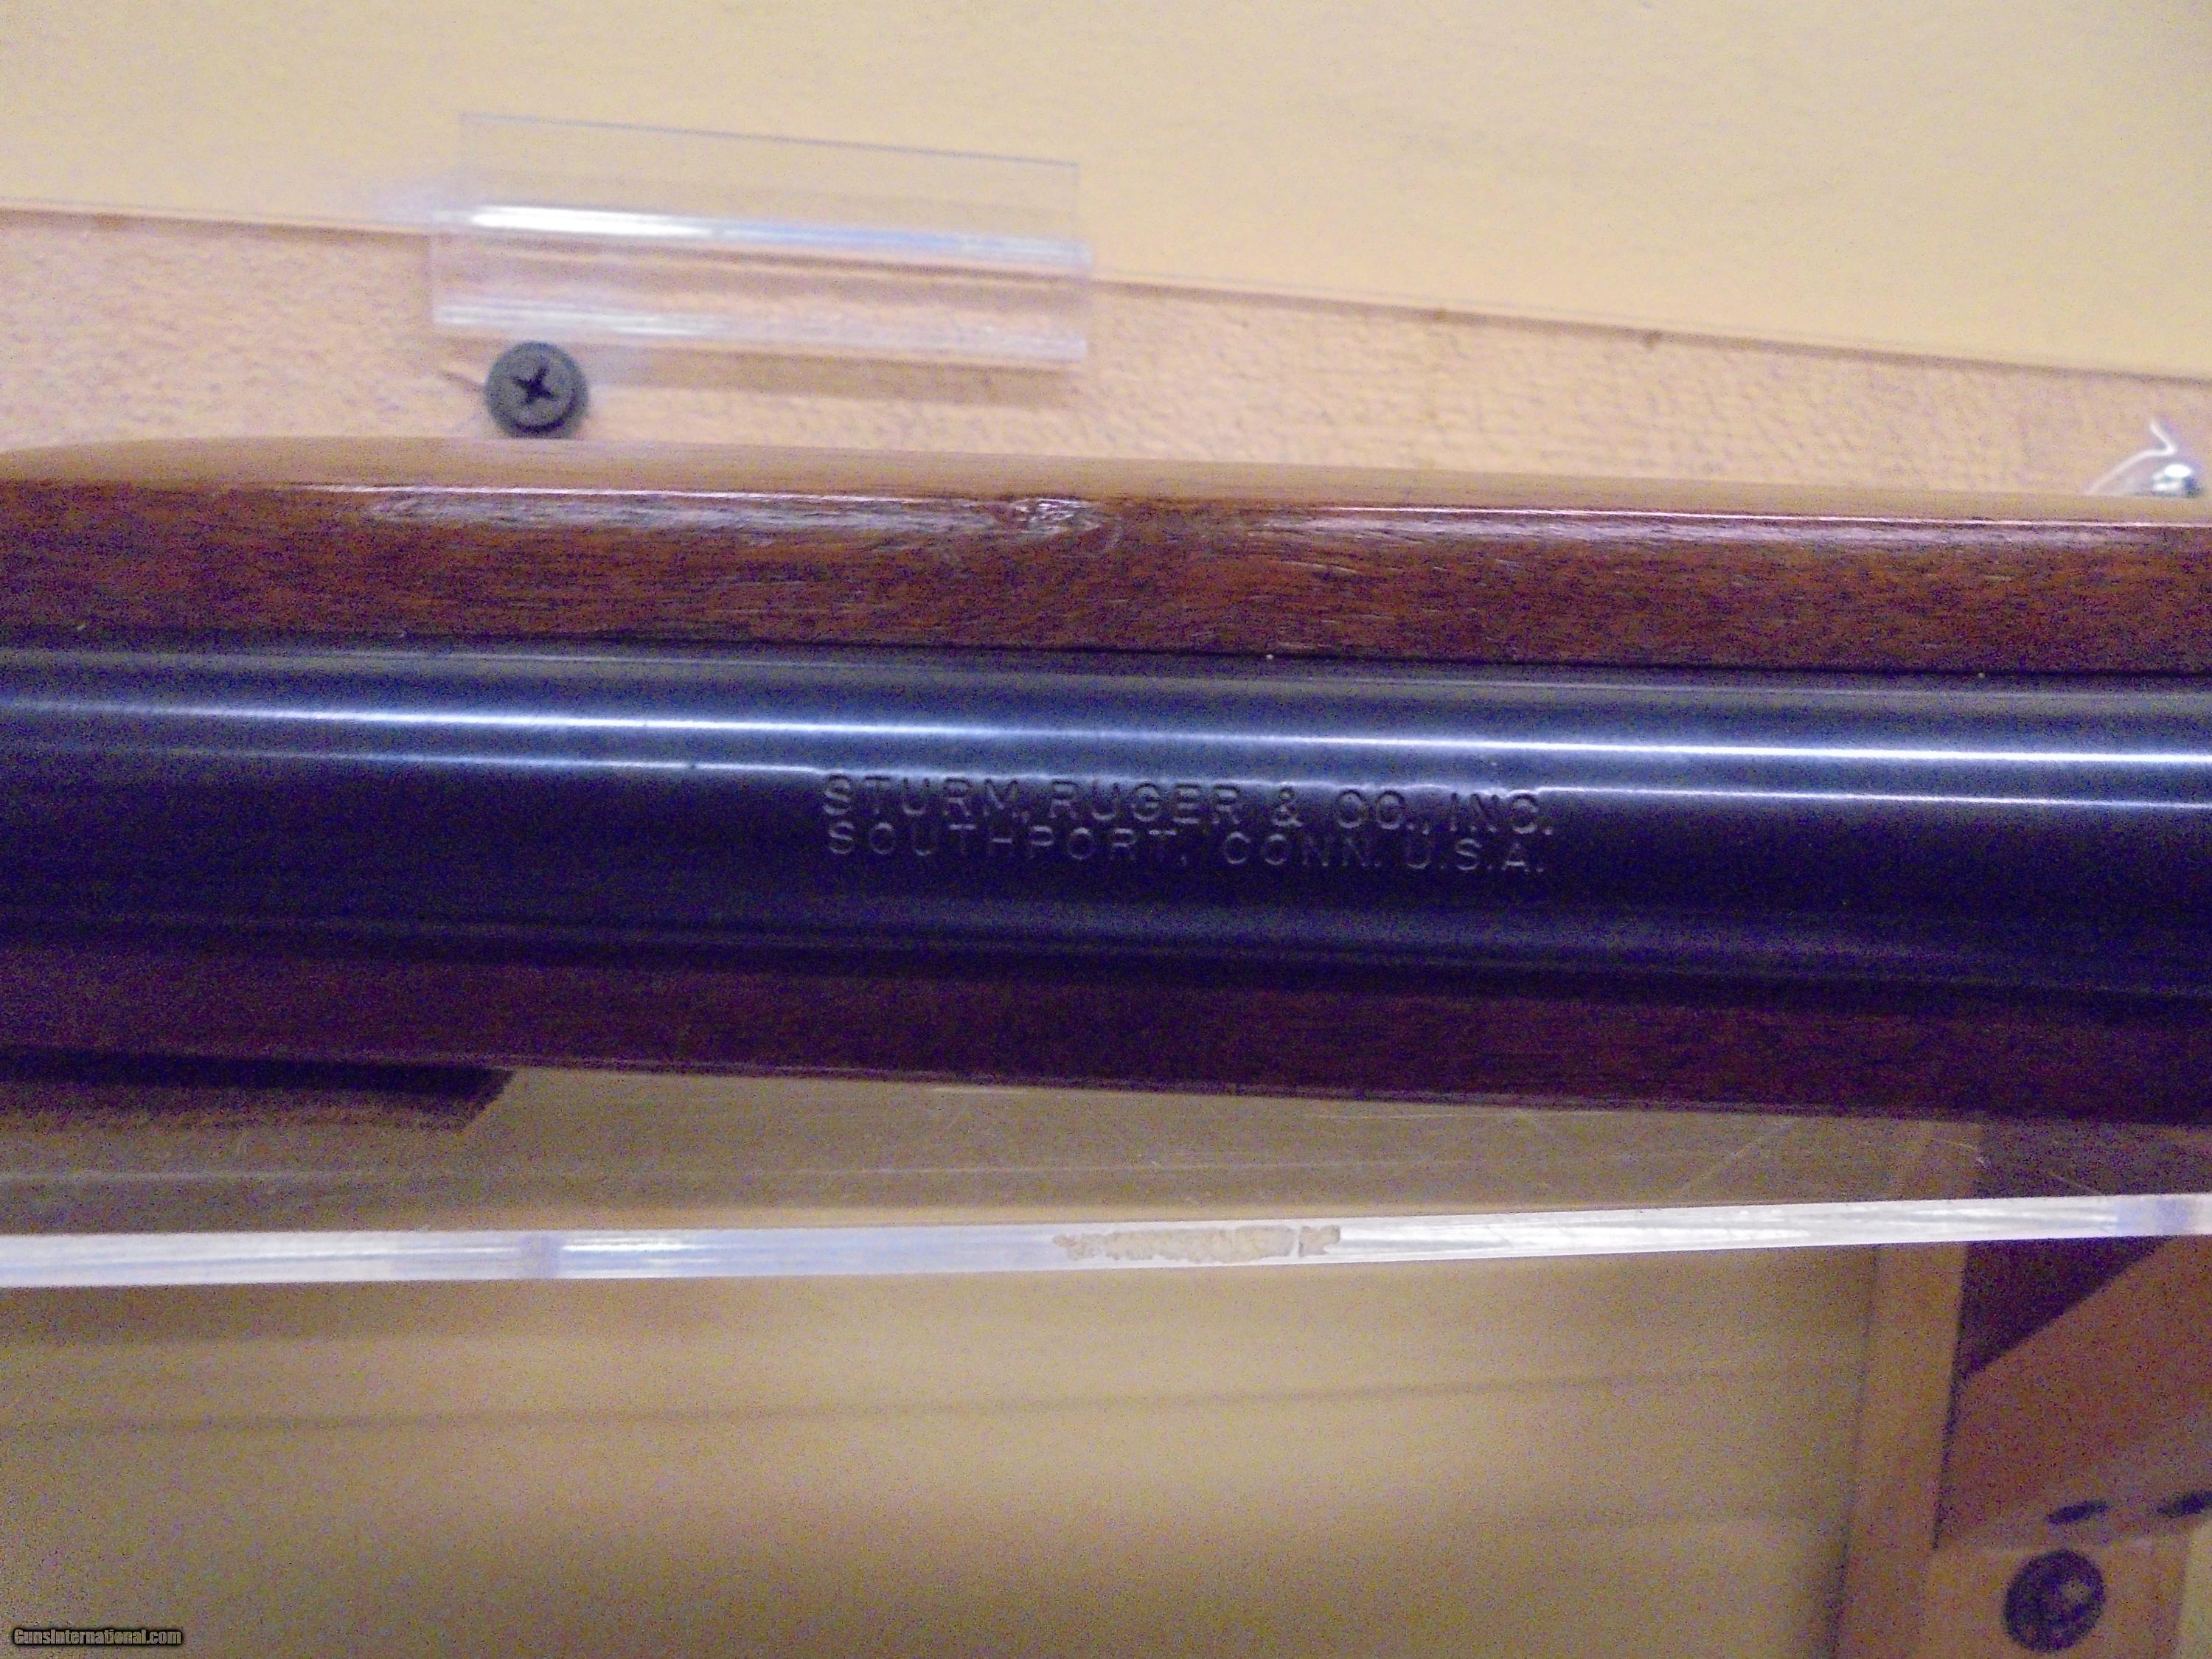 STURM, RUGER & CO., INC.
SOUTHPORT, CONN. U.S.A.
GunsInternational.com